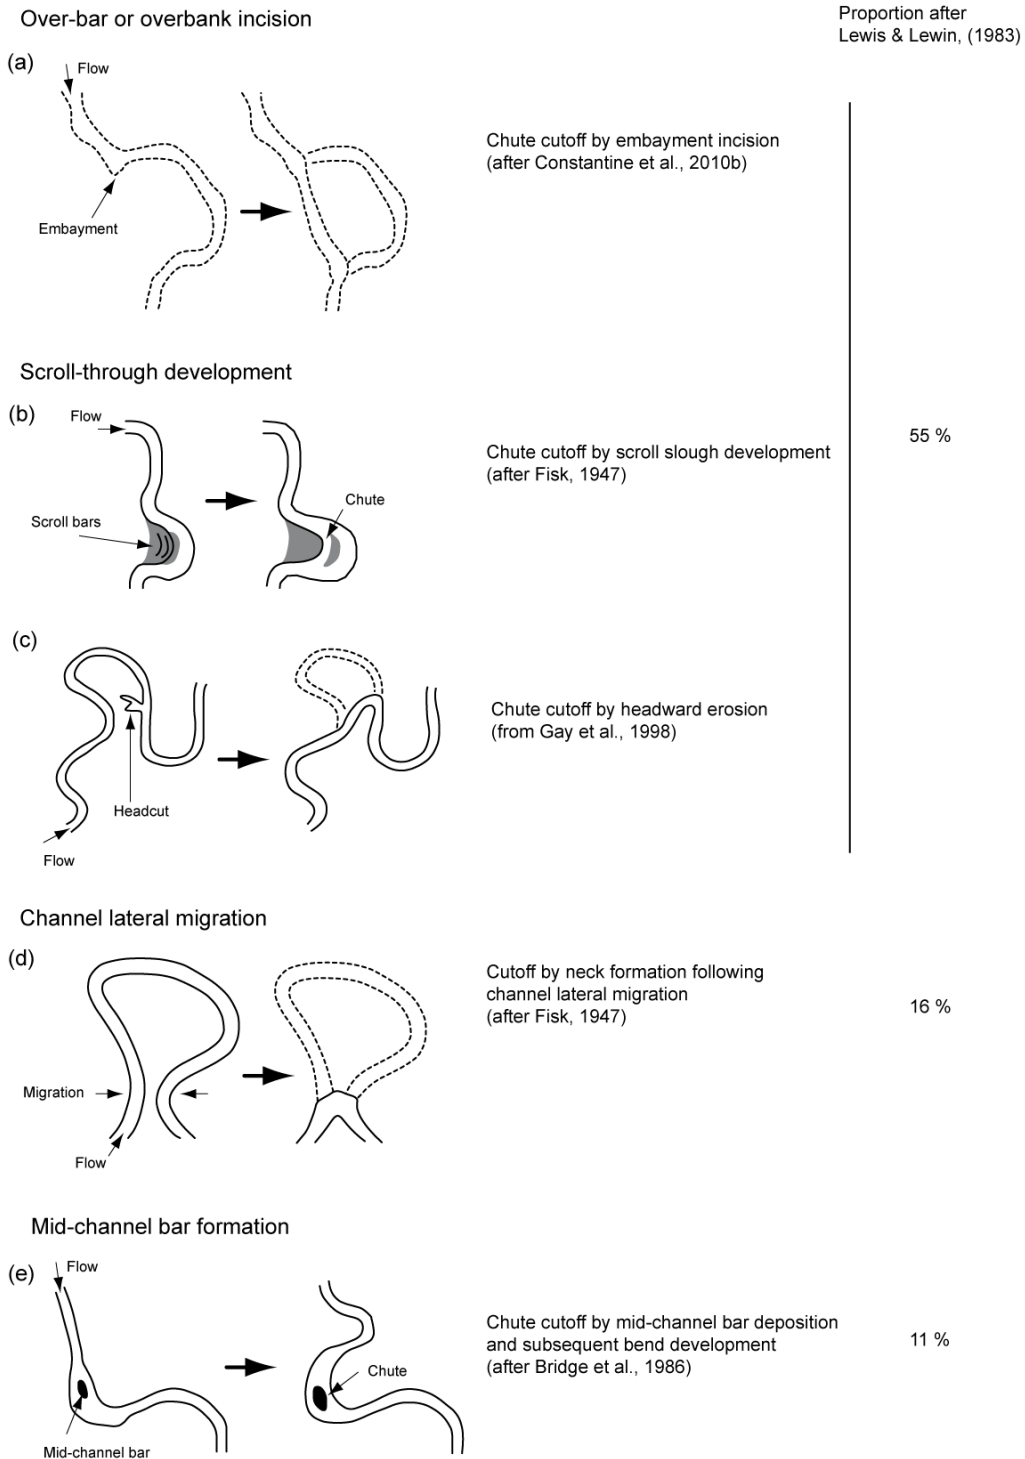 Over-bar or overbank incision
Proportion after
Lewis & Lewin, (1983)
(a)
Flow
Embayment
Chute cutoff by embayment incision
(after Constantine et al., 2010b)
Scroll-through development
(b)
Flow
Scroll bars
Chute
Chute cutoff by scroll slough development
(after Fisk, 1947)
55 %
(c)
Headcut
Flow
Chute cutoff by headward erosion
(from Gay et al., 1998)
Channel lateral migration
(d)
Migration
Flow
Cutoff by neck formation following
channel lateral migration
(after Fisk, 1947)
16 %
Mid-channel bar formation
(e)
Flow
Mid-channel bar
Chute
Chute cutoff by mid-channel bar deposition
and subsequent bend development
(after Bridge et al., 1986)
11 %